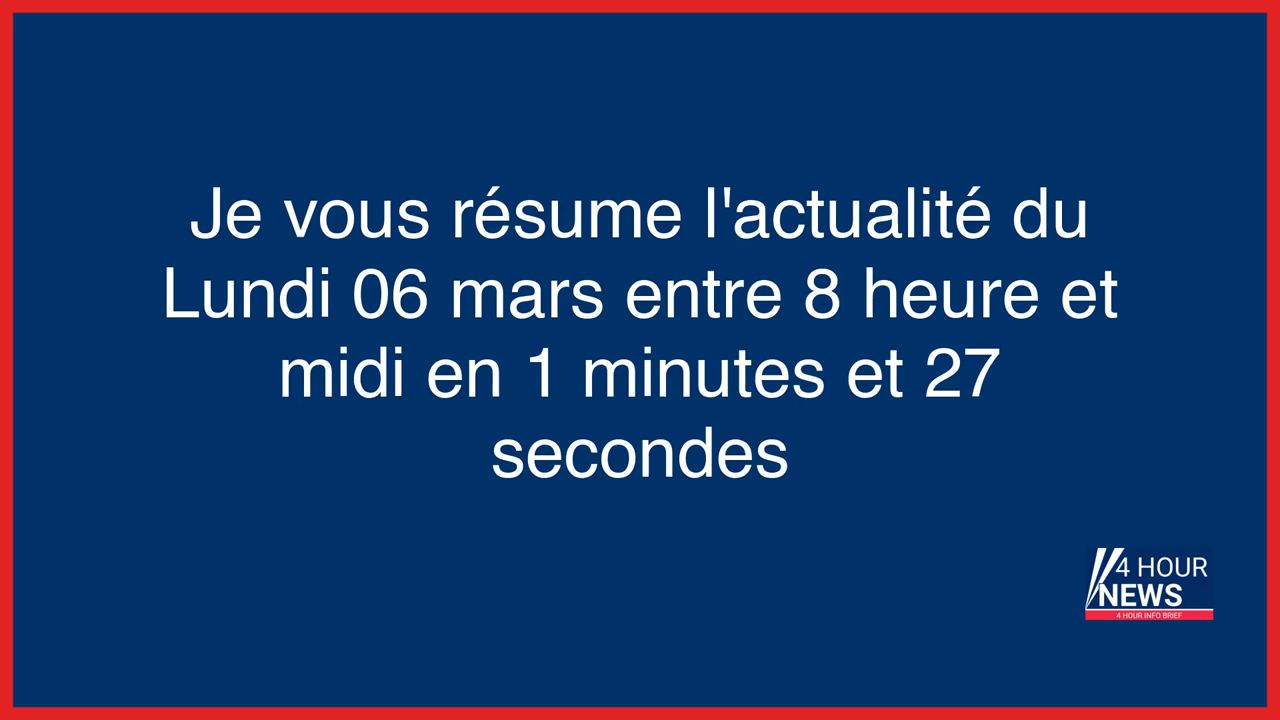 Je vous résume l'actualité du
Lundi 06 mars entre 8 heure et
midi en 1 minutes et 27
secondes
4 HOUR
NEWS
4 HOUR INFO BRIEF